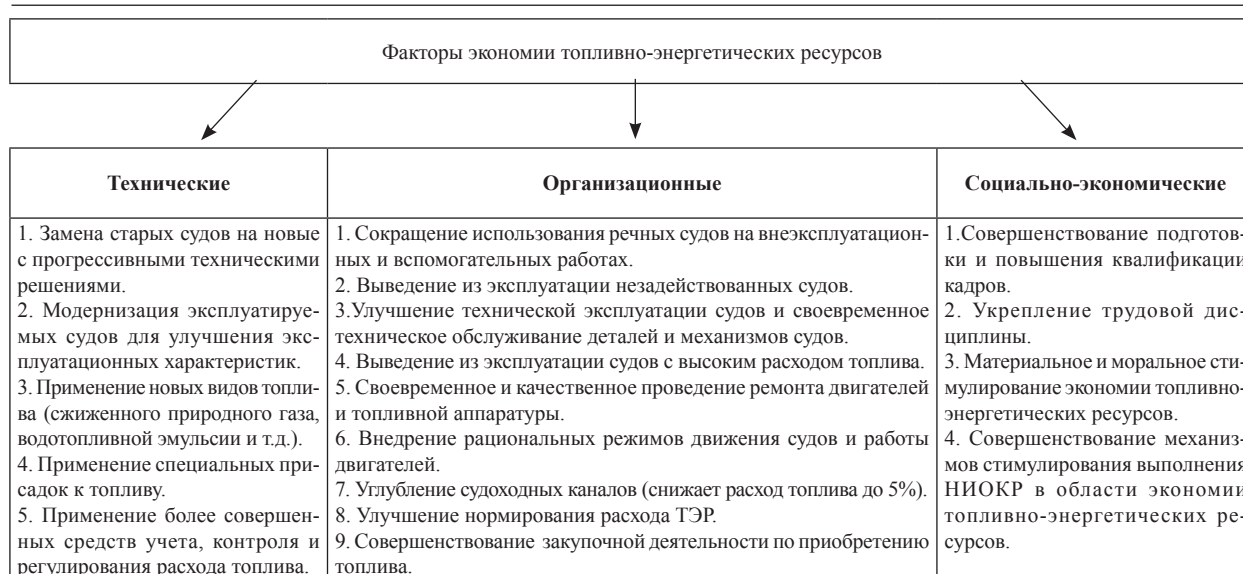 Факторы экономии топливно-энергетических ресурсов
Технические
1. Замена старых судов на новые
с прогрессивными техническими
решениями.
2. Модернизация эксплуатируе-
мых судов для улучшения экс-
плуатационных характеристик.
3. Применение новых видов топли-
ва (сжиженного природного газа,
водотопливной эмульсии и т.д.).
4. Применение специальных при-
садок к топливу.
5. Применение более совершен-
ных средств учета, контроля и
регулирования расхода топлива.
Организационные
1. Сокращение использования речных судов на внеэксплуатацион-
ных и вспомогательных работах.
2. Выведение из эксплуатации незадействованных судов.
3.Улучшение технической эксплуатации судов и своевременное
техническое обслуживание деталей и механизмов судов.
4. Выведение из эксплуатации судов с высоким расходом топлива.
5. Своевременное и качественное проведение ремонта двигателей
и топливной аппаратуры.
6. Внедрение рациональных режимов движения судов и работы
двигателей.
7. Углубление судоходных каналов (снижает расход топлива до 5%).
8. Улучшение нормирования расхода ТЭР.
9. Совершенствование закупочной деятельности по приобретению
топлива.
Социально-экономические
1.Совершенствование подготов-
ки и повышения квалификации
кадров.
2. Укрепление трудовой дис-
циплины.
3. Материальное и моральное сти-
мулирование экономии топливно-
энергетических ресурсов.
4. Совершенствование механиз-
мов стимулирования выполнения
НИОКР в области экономии
топливно-энергетических ре-
сурсов.